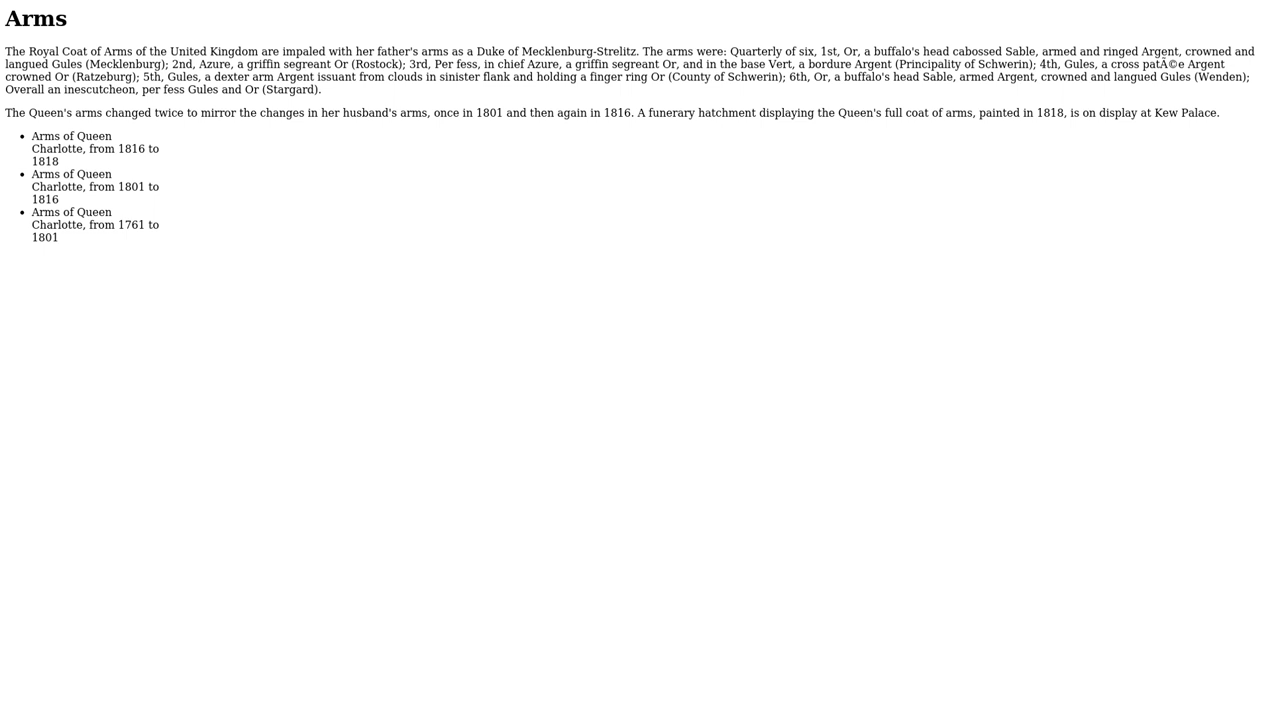 Arms
The Royal Coat of Arms of the United Kingdom are impaled with her father's arms as a Duke of Mecklenburg-Strelitz. The arms were: Quarterly of six, 1st, Or, a buffalo's head cabossed Sable, armed and ringed Argent, crowned and
langued Gules (Mecklenburg); 2nd, Azure, a griffin segreant Or (Rostock); 3rd, Per fess, in chief Azure, a griffin segreant Or, and in the base Vert, a bordure Argent (Principality of Schwerin); 4th, Gules, a cross patÃ©e Argent
crowned Or (Ratzeburg); 5th, Gules, a dexter arm Argent issuant from clouds in sinister flank and holding a finger ring Or (County of Schwerin); 6th, Or, a buffalo's head Sable, armed Argent, crowned and langued Gules (Wenden);
Overall an inescutcheon, per fess Gules and Or (Stargard).
The Queen's arms changed twice to mirror the changes in her husband's arms, once in 1801 and then again in 1816. A funerary hatchment displaying the Queen's full coat of arms, painted in 1818, is on display at Kew Palace.
• Arms of Queen
Charlotte, from 1816 to
1818
• Arms of Queen
Charlotte, from 1801 to
1816
• Arms of Queen
Charlotte, from 1761 to
1801